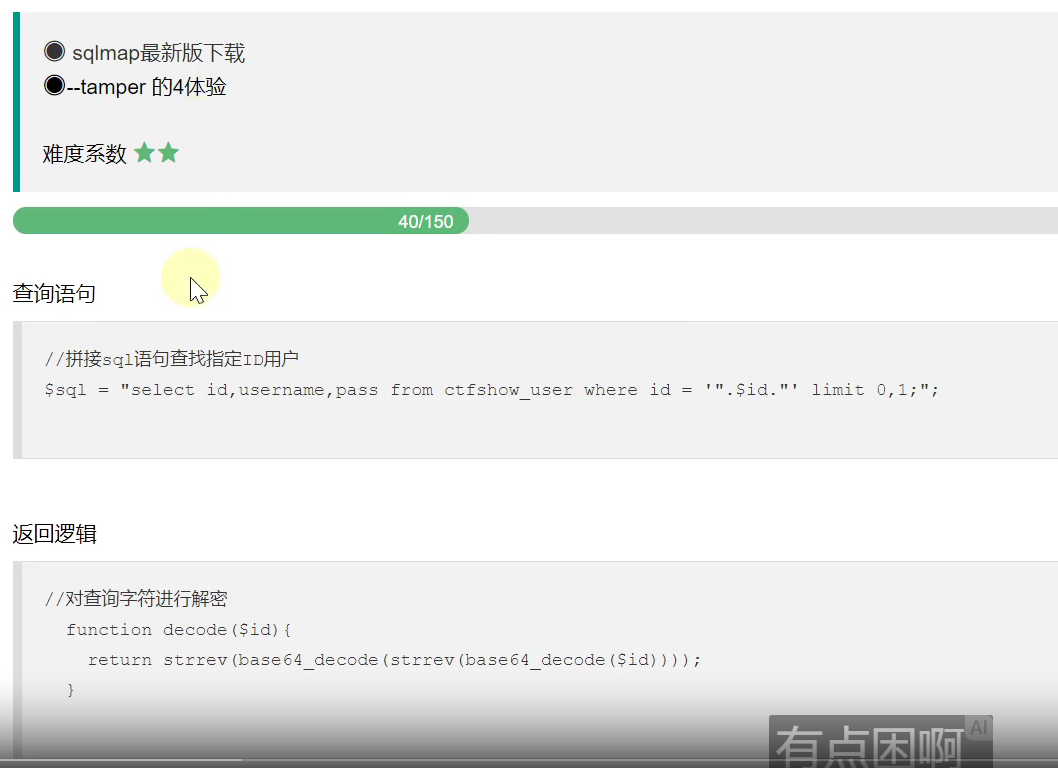 ◉ sqlmap最新版下载
◉--tamper 的4体验
难度系数 ★★
40/150
查询语句
//拼接sql语句查找指定ID用户
$sql = "select id,username,pass from ctfshow_user where id = '".$id."' limit 0,1;";
返回逻辑
//对查询字符进行解密
function decode($id){
return strrev(base64_decode(strrev(base64_decode($id))));
}
有点困啊
AI